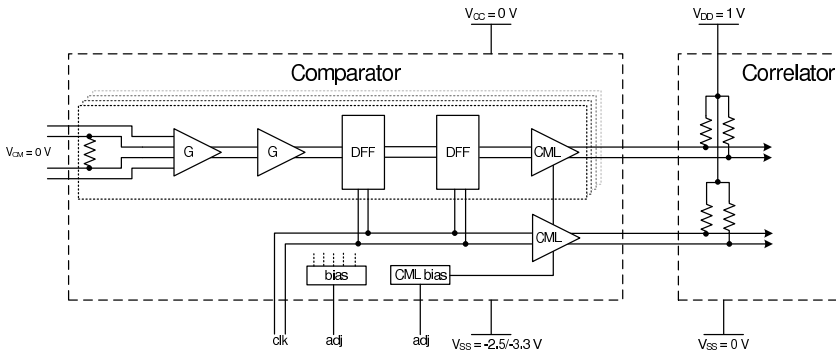 V_CC = 0 V
V_DD = 1 V
Comparator
Correlator
V_CM = 0 V
G
G
DFF
DFF
CML
CML
bias
CML bias
clk
adj
adj
V_SS = -2.5/-3.3 V
V_SS = 0 V